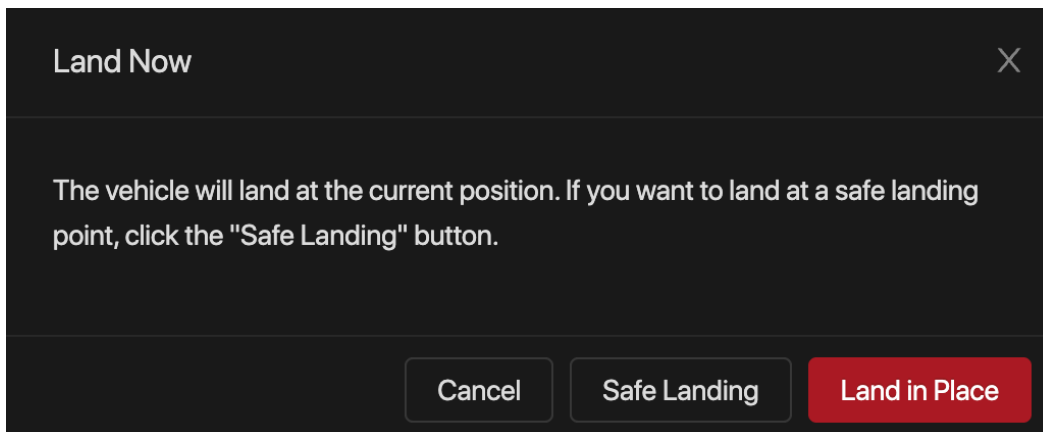 Land Now
X
The vehicle will land at the current position. If you want to land at a safe landing
point, click the "Safe Landing" button.
Cancel
Safe Landing
Land in Place